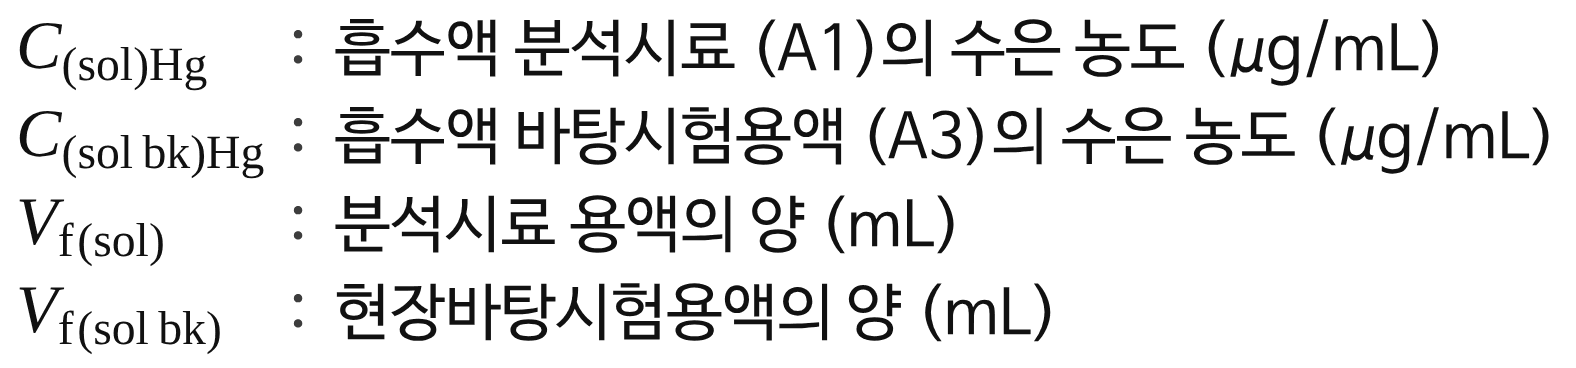 C(sol)Hg : 흡수액 분석시료 (A1)의 수은 농도 (μg/mL)
C(sol bk)Hg : 흡수액 바탕시험용액 (A3)의 수은 농도 (μg/mL)
Vf(sol) : 분석시료 용액의 양 (mL)
Vf(sol bk) : 현장바탕시험용액의 양 (mL)